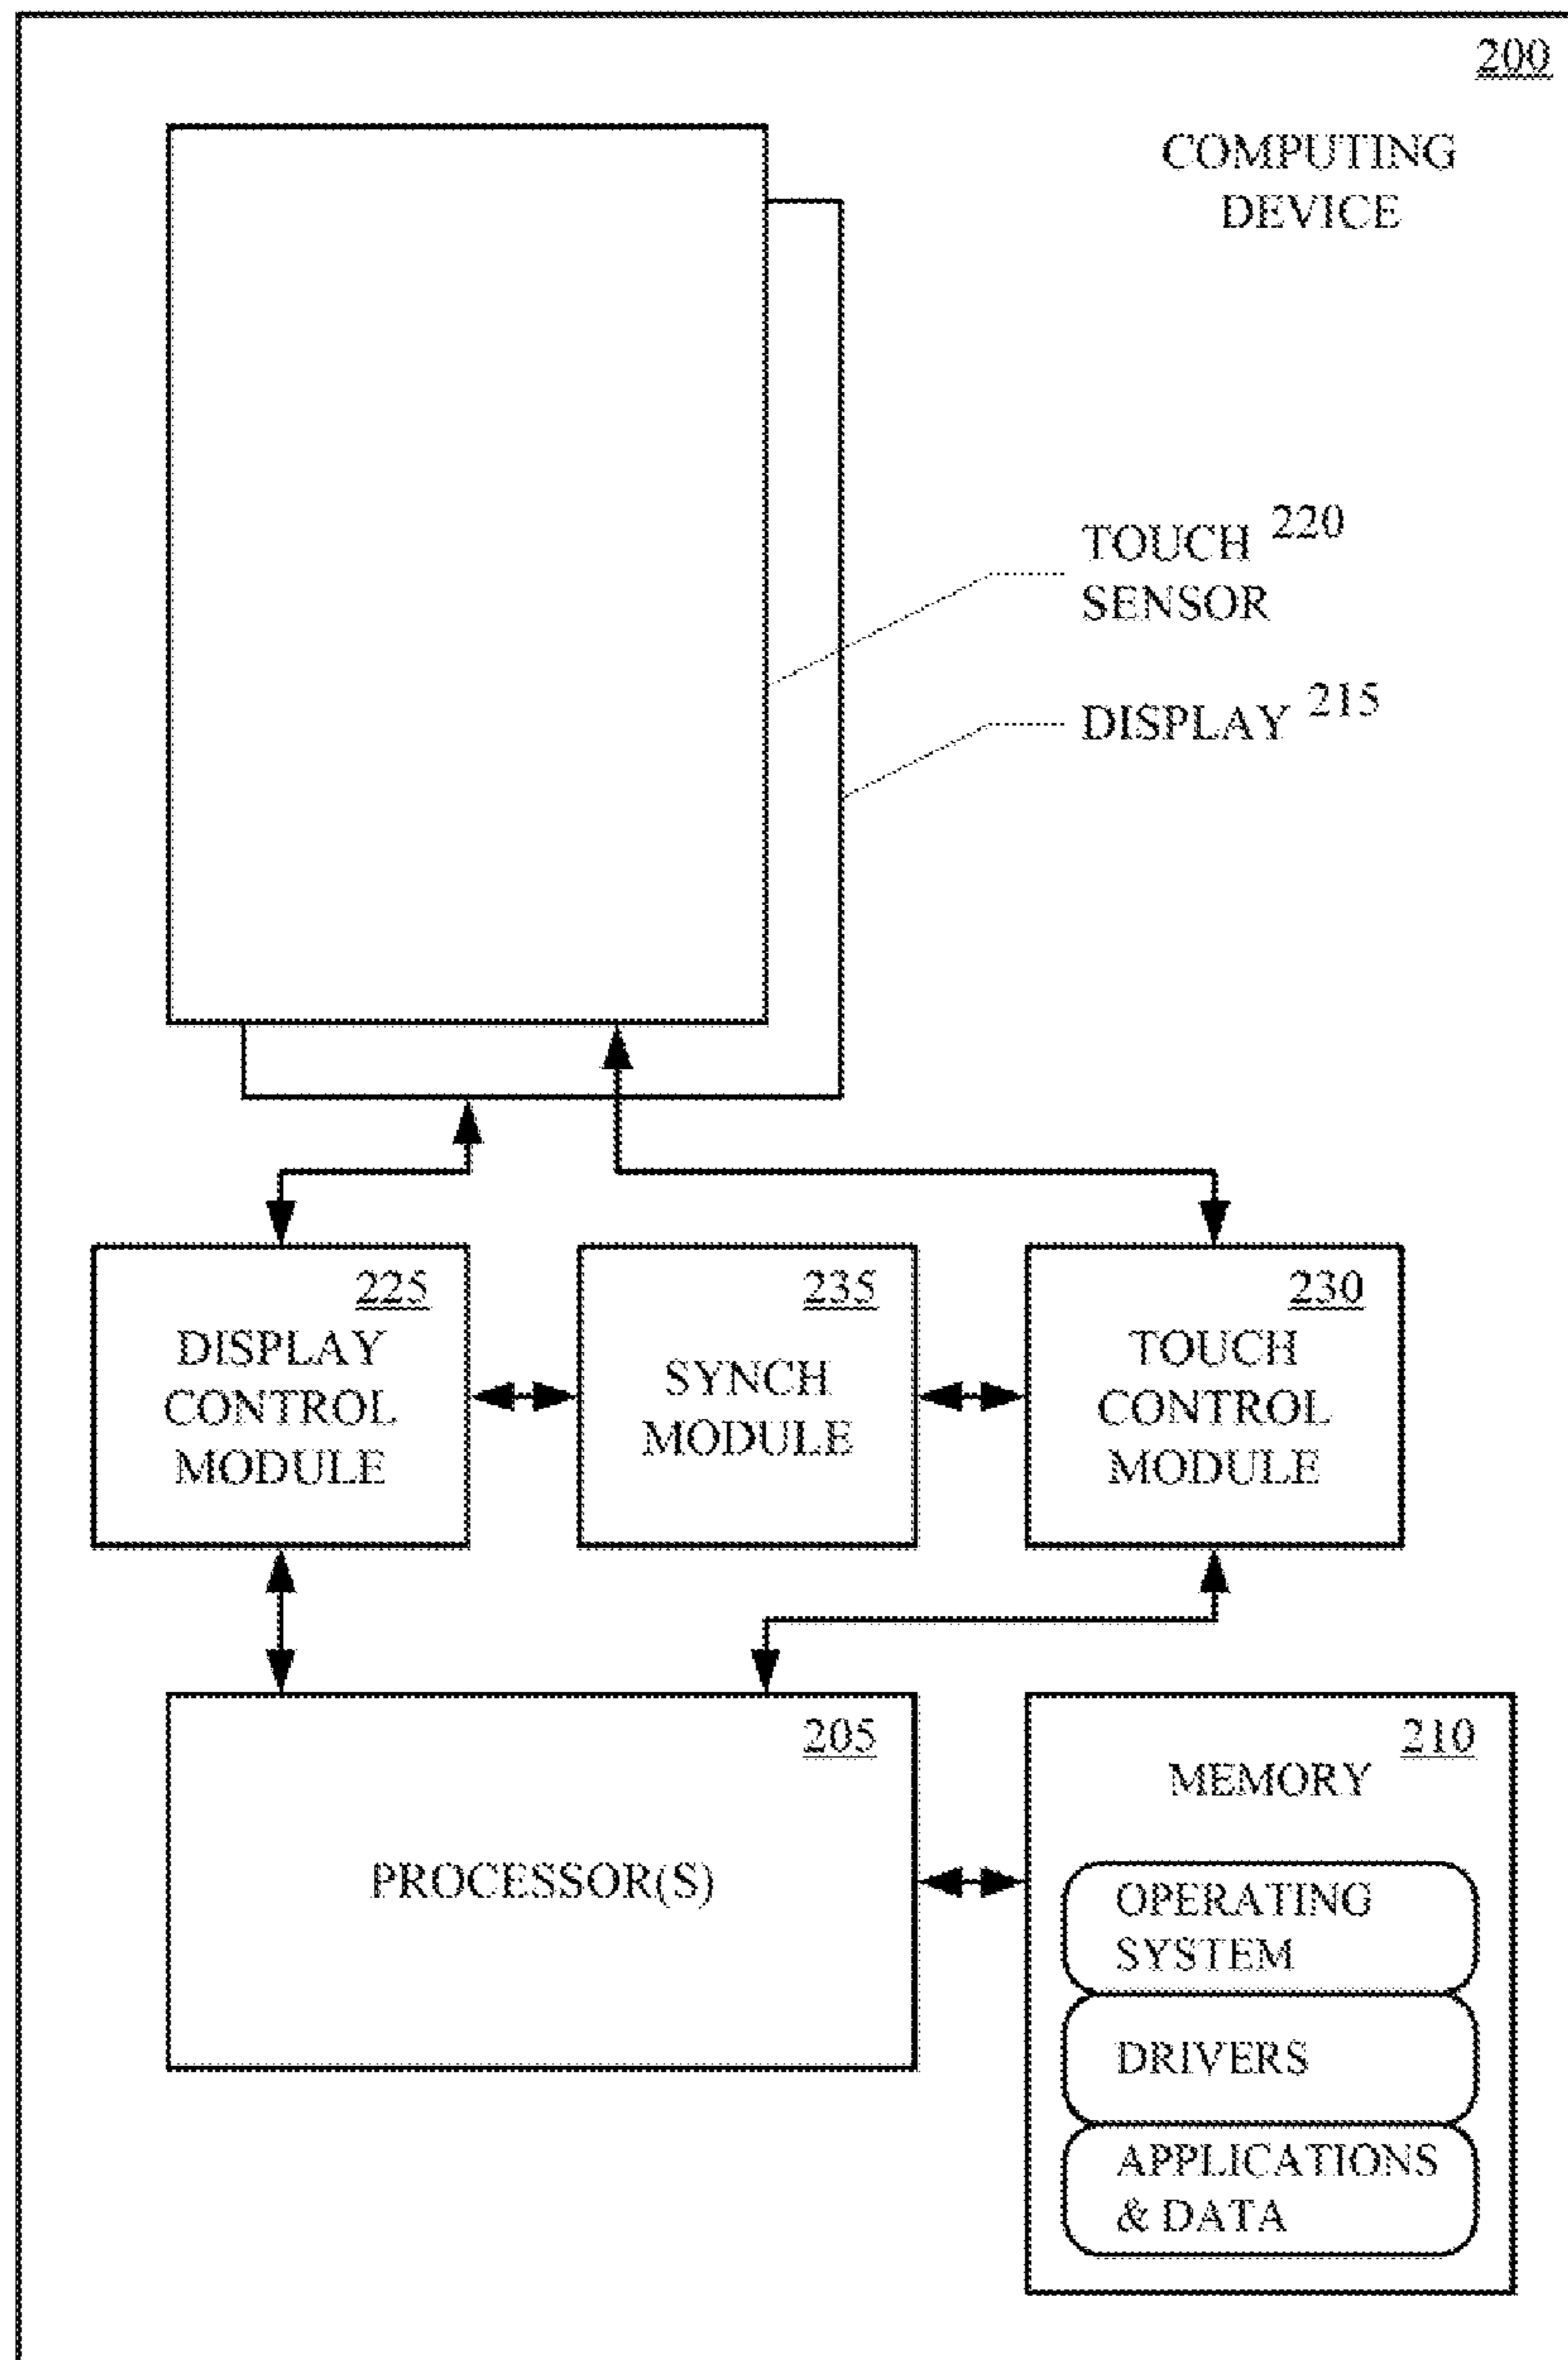 200
COMPUTING
DEVICE
TOUCH 220
SENSOR
DISPLAY 215
225
DISPLAY
CONTROL
MODULE
235
SYNCH
MODULE
230
TOUCH
CONTROL
MODULE
205
PROCESSOR(S)
210
MEMORY
OPERATING
SYSTEM
DRIVERS
APPLICATIONS
& DATA